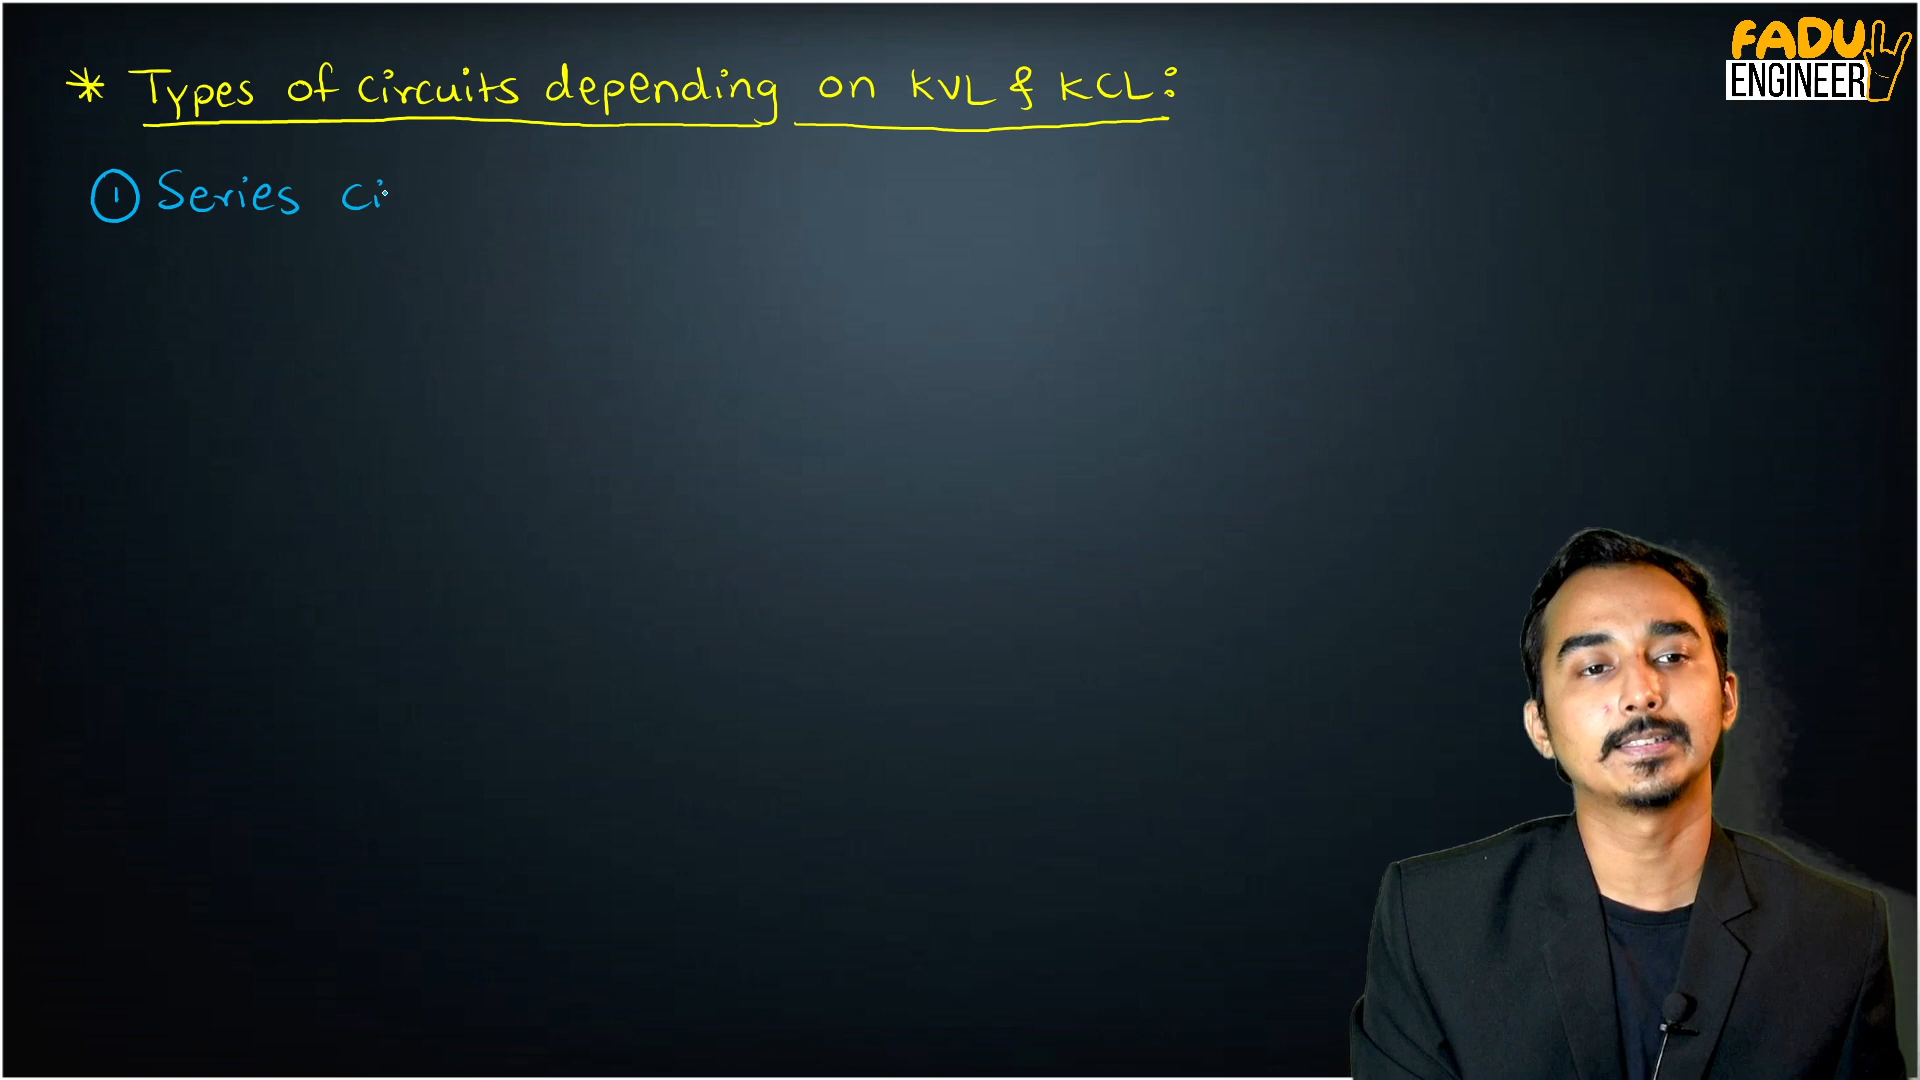 FADU
ENGINEER
* Types of circuits depending on KVL & KCL:
① Series ci